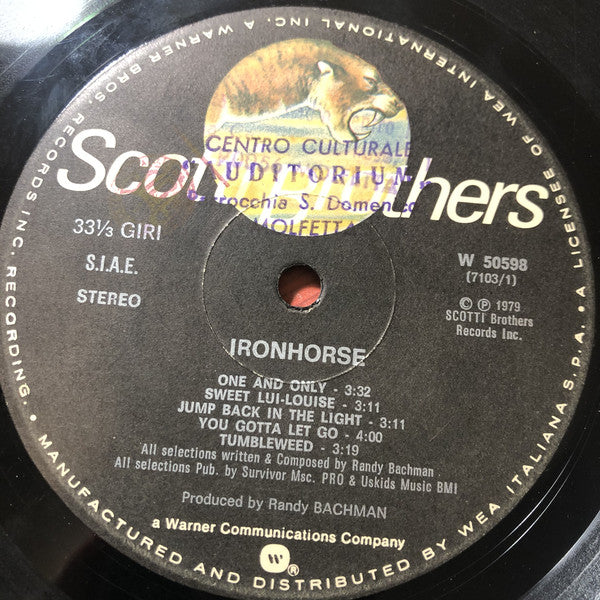 Scotti Brothers
CENTRO CULTURALE
AUDITORIUM
Parrocchia S. Domenico
MOLFETTA
33⅓ GIRI
S.I.A.E.
STEREO
W 50598
(7103/1)
© ℗ 1979
SCOTTI Brothers
Records Inc.
IRONHORSE
ONE AND ONLY - 3:32
SWEET LUI-LOUISE - 3:11
JUMP BACK IN THE LIGHT - 3:11
YOU GOTTA LET GO - 4:00
TUMBLEWEED - 3:19
All selections written & Composed by Randy Bachman
All selections Pub. by Survivor Msc. PRO & Uskids Music BMI
Produced by Randy BACHMAN
a Warner Communications Company
W
• MANUFACTURED AND DISTRIBUTED BY WEA ITALIANA S.P.A. • A LICENSEE OF WEA INTERNATIONAL INC. A WARNER BROS. RECORDS INC. RECORDING.